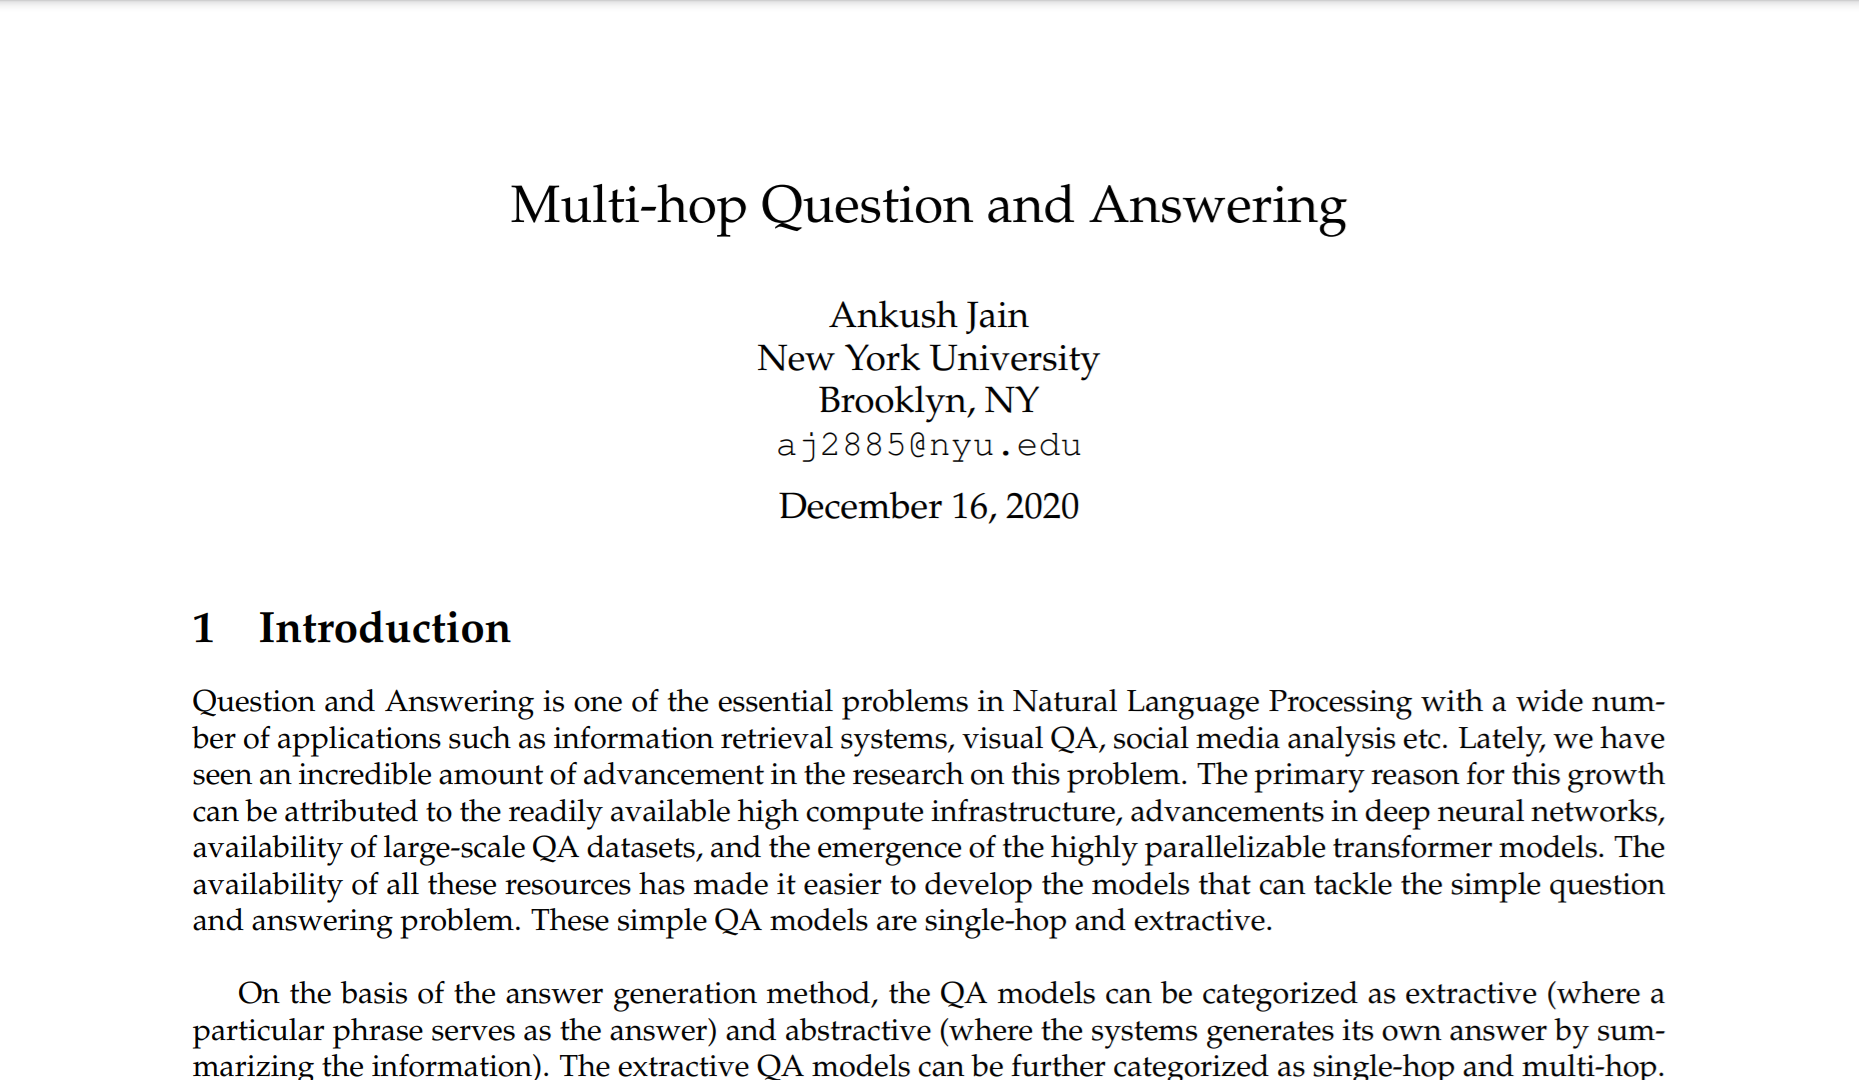 Multi-hop Question and Answering
Ankush Jain
New York University
Brooklyn, NY
aj2885@nyu.edu
December 16, 2020
1 Introduction
Question and Answering is one of the essential problems in Natural Language Processing with a wide num-
ber of applications such as information retrieval systems, visual QA, social media analysis etc. Lately, we have
seen an incredible amount of advancement in the research on this problem. The primary reason for this growth
can be attributed to the readily available high compute infrastructure, advancements in deep neural networks,
availability of large-scale QA datasets, and the emergence of the highly parallelizable transformer models. The
availability of all these resources has made it easier to develop the models that can tackle the simple question
and answering problem. These simple QA models are single-hop and extractive.
On the basis of the answer generation method, the QA models can be categorized as extractive (where a
particular phrase serves as the answer) and abstractive (where the systems generates its own answer by sum-
marizing the information). The extractive QA models can be further categorized as single-hop and multi-hop.